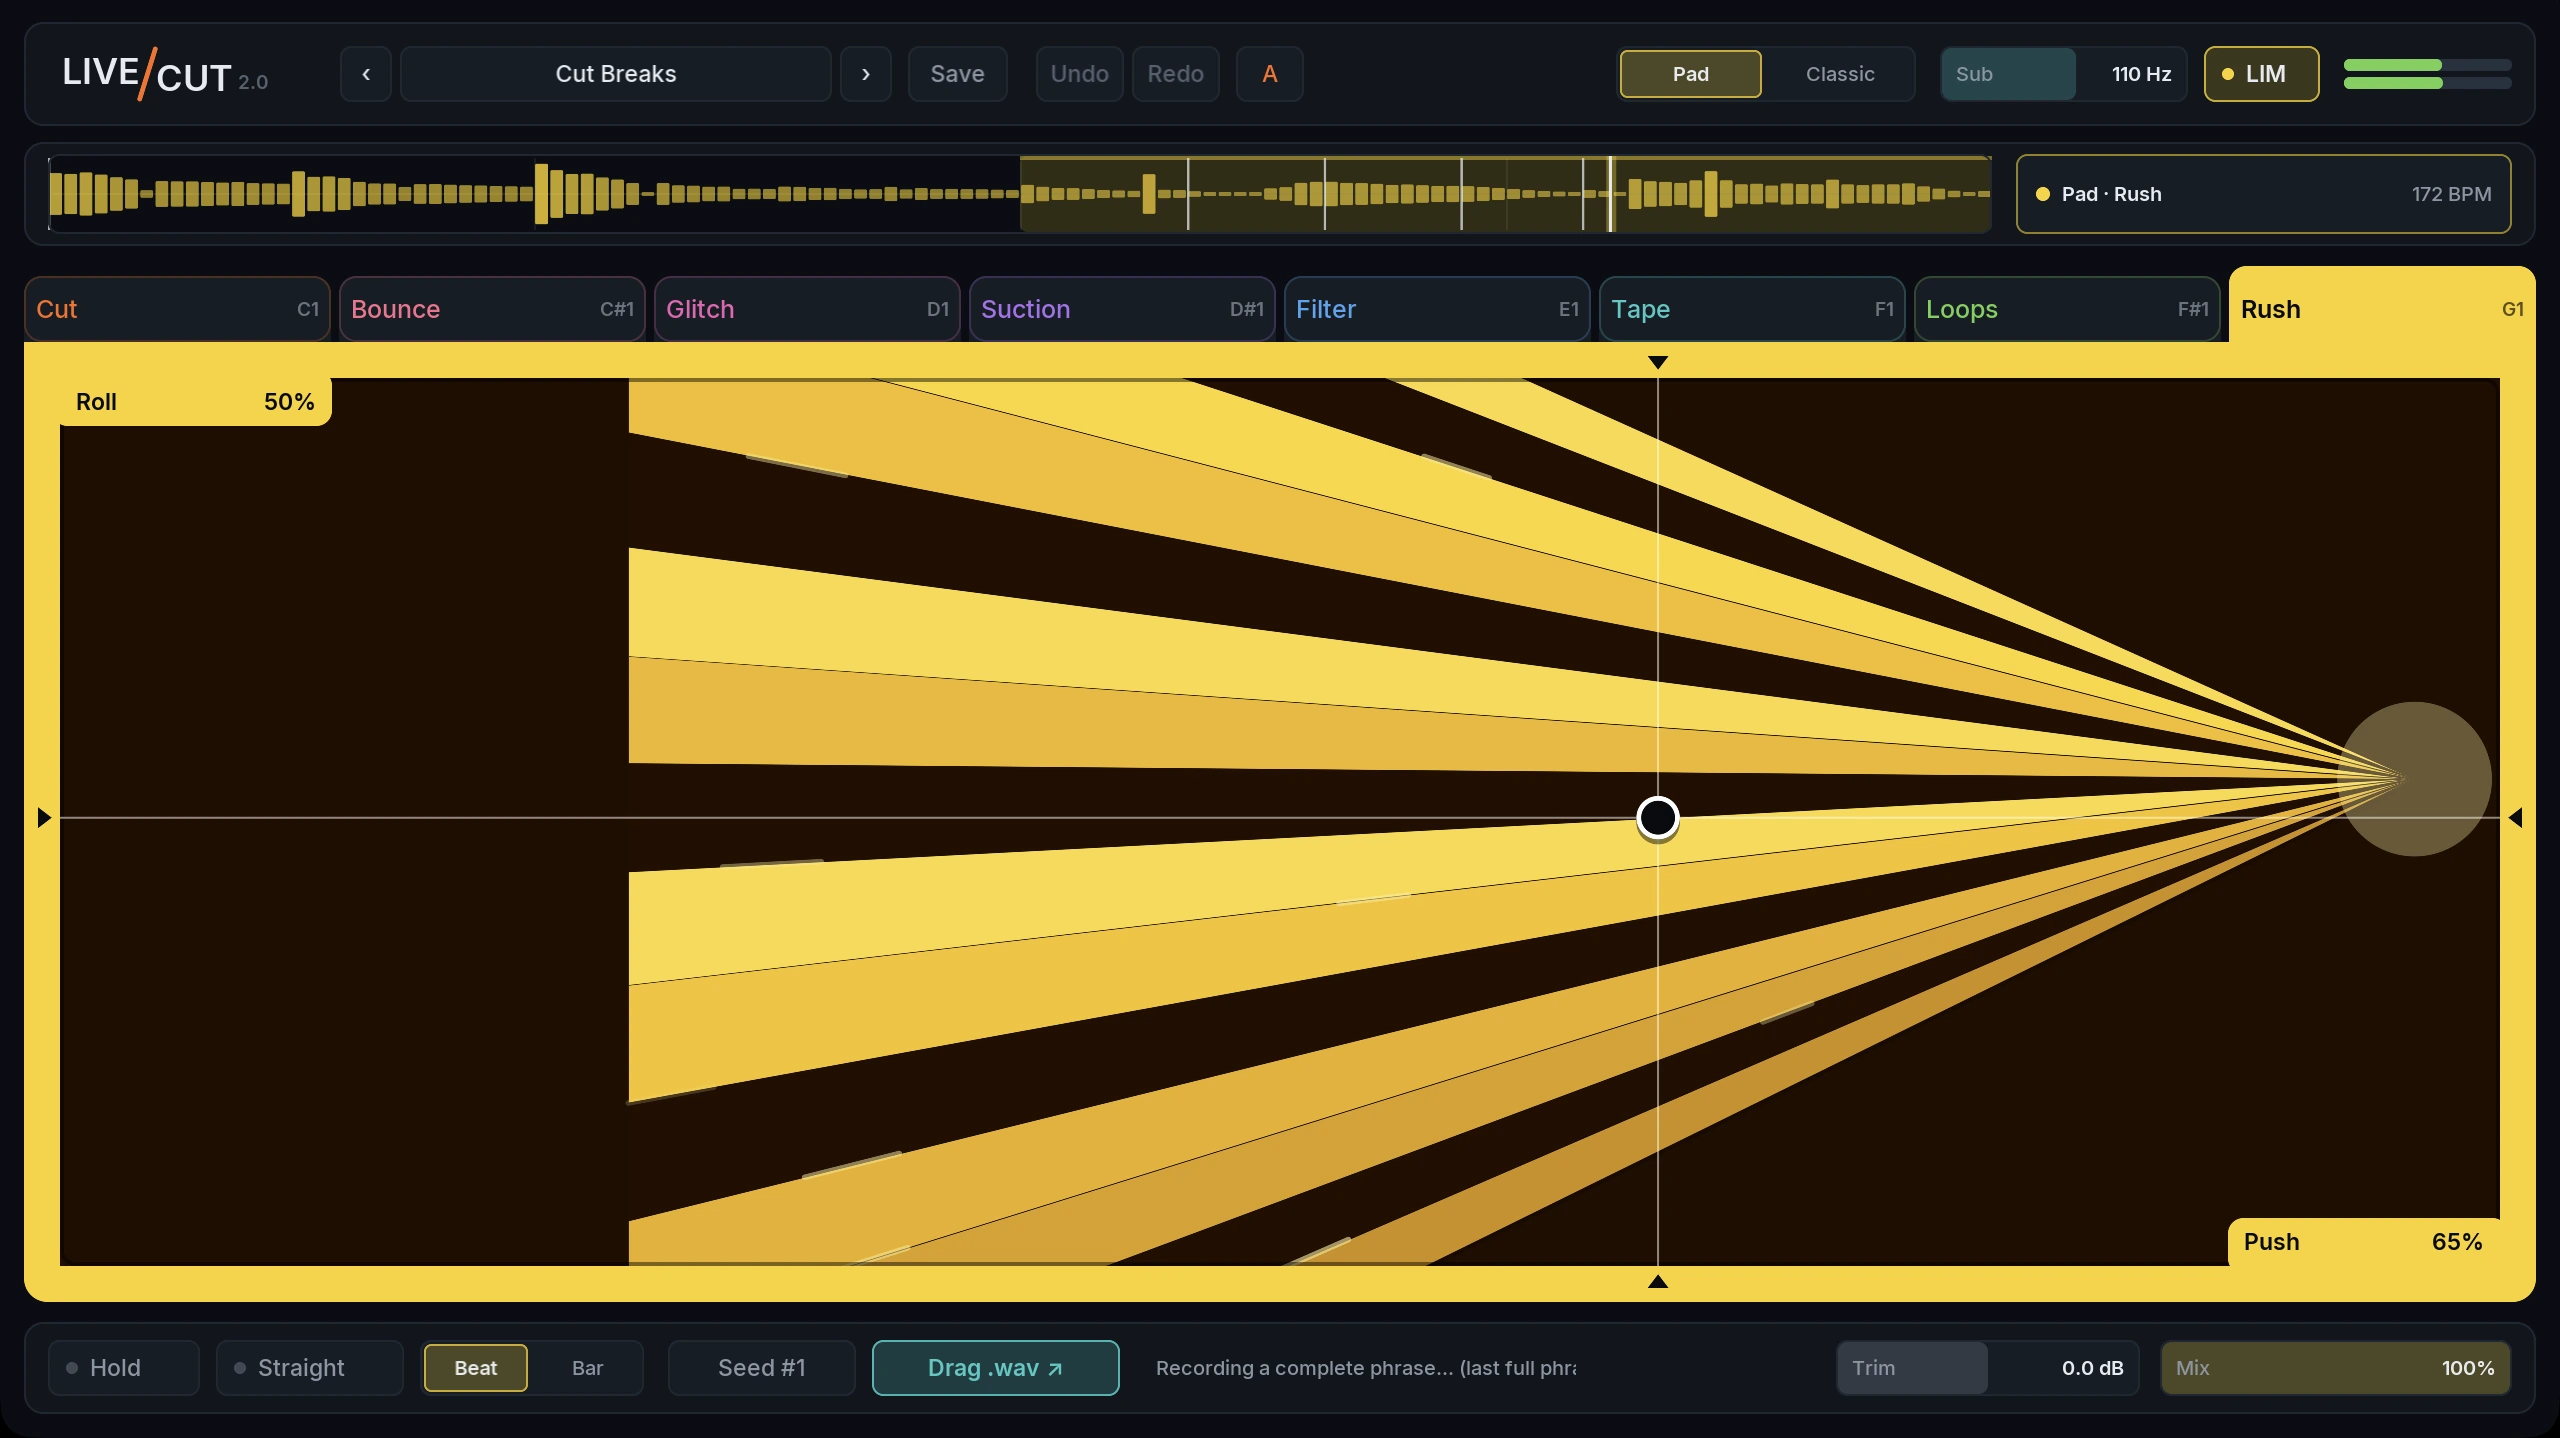 LIVE/CUT 2.0
‹ Cut Breaks › Save Undo Redo A Pad Classic Sub 110 Hz LIM
Pad · Rush 172 BPM
Cut C1 Bounce C#1 Glitch D1 Suction D#1 Filter E1 Tape F1 Loops F#1 Rush G1
Roll 50%
Push 65%
Hold Straight Beat Bar Seed #1 Drag .wav ↗ Recording a complete phrase... (last full phr Trim 0.0 dB Mix 100%